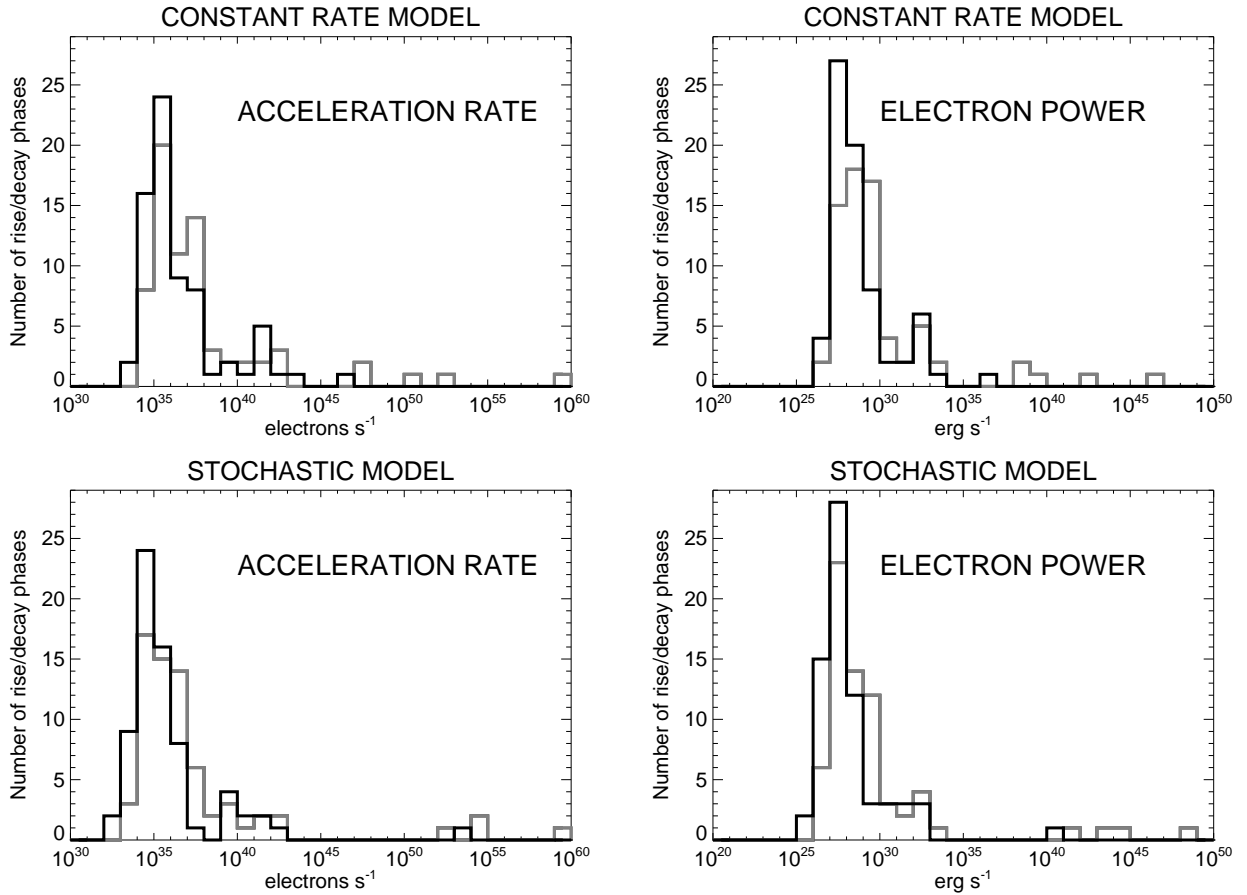 CONSTANT RATE MODEL
ACCELERATION RATE
Number of rise/decay phases
25
20
15
10
5
0
10^30 10^35 10^40 10^45 10^50 10^55 10^60
electrons s^-1
CONSTANT RATE MODEL
ELECTRON POWER
Number of rise/decay phases
25
20
15
10
5
0
10^20 10^25 10^30 10^35 10^40 10^45 10^50
erg s^-1
STOCHASTIC MODEL
ACCELERATION RATE
Number of rise/decay phases
25
20
15
10
5
0
10^30 10^35 10^40 10^45 10^50 10^55 10^60
electrons s^-1
STOCHASTIC MODEL
ELECTRON POWER
Number of rise/decay phases
25
20
15
10
5
0
10^20 10^25 10^30 10^35 10^40 10^45 10^50
erg s^-1